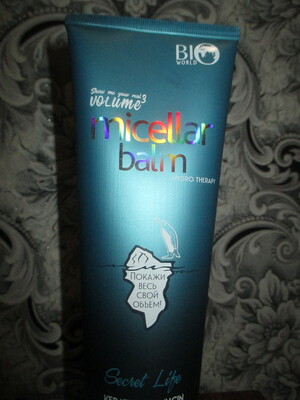 BIO
WORLD
Show me your real
VOLUME³
micellar
balm
HYDRO THERAPY
ПОКАЖИ
ВЕСЬ
СВОЙ
ОБЪЕМ!
Secret Life